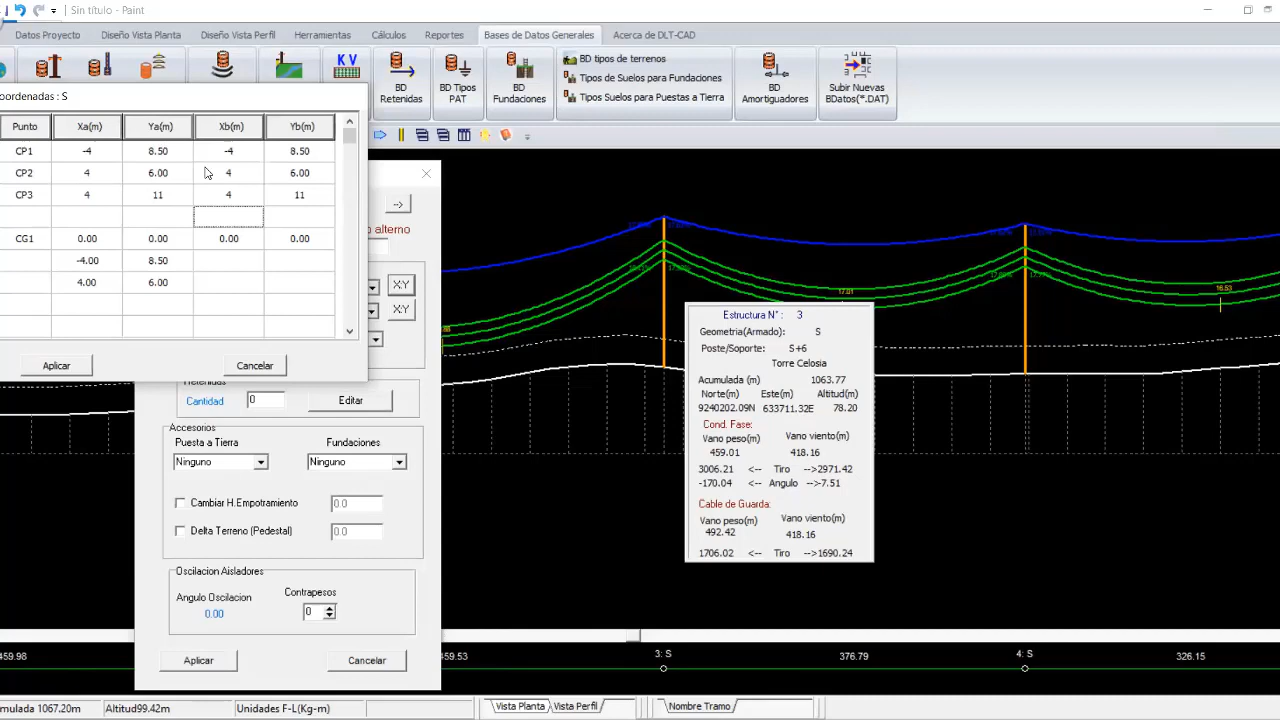 Sin título - Paint
Datos Proyecto Diseño Vista Planta Diseño Vista Perfil Herramientas Cálculos Reportes Bases de Datos Generales Acerca de DLT-CAD
KV
BD Retenidas
BD Tipos PAT
BD Fundaciones
BD tipos de terrenos
Tipos de Suelos para Fundaciones
Tipos Suelos para Puestas a Tierra
BD Amortiguadores
Subir Nuevas BDatos(*.DAT)
oordenadas : S
Punto Xa(m) Ya(m) Xb(m) Yb(m)
CP1 -4 8.50 -4 8.50
CP2 4 6.00 4 6.00
CP3 4 11 4 11
CG1 0.00 0.00 0.00 0.00
-4.00 8.50
4.00 6.00
Aplicar Cancelar
-->
o alterno
X:Y
X:Y
Cantidad 0 Editar
Accesorios
Puesta a Tierra Fundaciones
Ninguno Ninguno
Cambiar H.Empotramiento 0.0
Delta Terreno (Pedestal) 0.0
Oscilacion Aisladores
Angulo Oscilacion Contrapesos
0.00 0
Aplicar Cancelar
17.01
16.53
Estructura N° : 3
Geometria(Armado): S
Poste/Soporte: S+6
Torre Celosia
Acumulada (m) 1063.77
Norte(m) Este(m) Altitud(m)
9240202.09N 633711.32E 78.20
Cond. Fase:
Vano peso(m) Vano viento(m)
459.01 418.16
3006.21 <-- Tiro -->2971.42
-170.04 <-- Angulo -->-7.51
Cable de Guarda:
Vano peso(m) Vano viento(m)
492.42 418.16
1706.02 <-- Tiro -->1690.24
459.98 459.53 3: S 376.79 4: S 326.15
mulada 1067.20m Altitud99.42m Unidades F-L(Kg-m) Vista Planta Vista Perfil Nombre Tramo